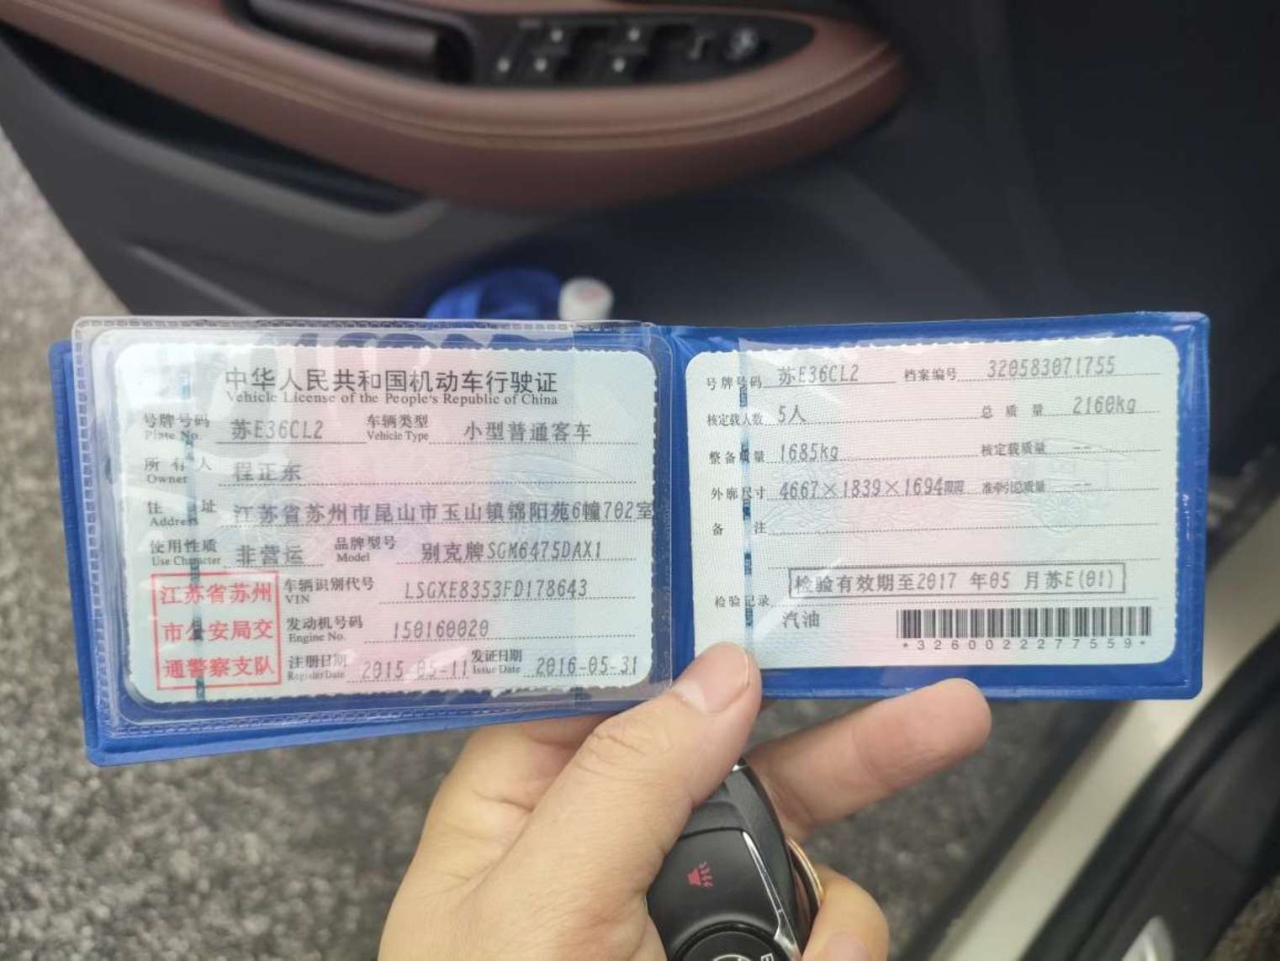 中华人民共和国机动车行驶证
Vehicle License of the People's Republic of China
号牌号码 苏E36CL2 车辆类型 小型普通客车
Plate No. Vehicle Type
所有人 程正东
Owner
住址 江苏省苏州市昆山市玉山镇锦阳苑6幢702室
Address
使用性质 非营运 品牌型号 别克牌SGM6475DAX1
Use Character Model
江苏省苏州
市公安局交
通警察支队
车辆识别代号 LSGXE8353FD178643
VIN
发动机号码 150160020
Engine No.
注册日期 2015-05-11 发证日期 2016-05-31
Register Date Issue Date
号牌号码 苏E36CL2 档案编号 320583071755
核定载人数 5人 总质量 2160kg
整备质量 1685kg 核定载质量 --
外廓尺寸 4667×1839×1694mm 准牵引总质量 --
备注
检验有效期至2017年05月苏E(01)
检验记录
汽油
*3260022277559*